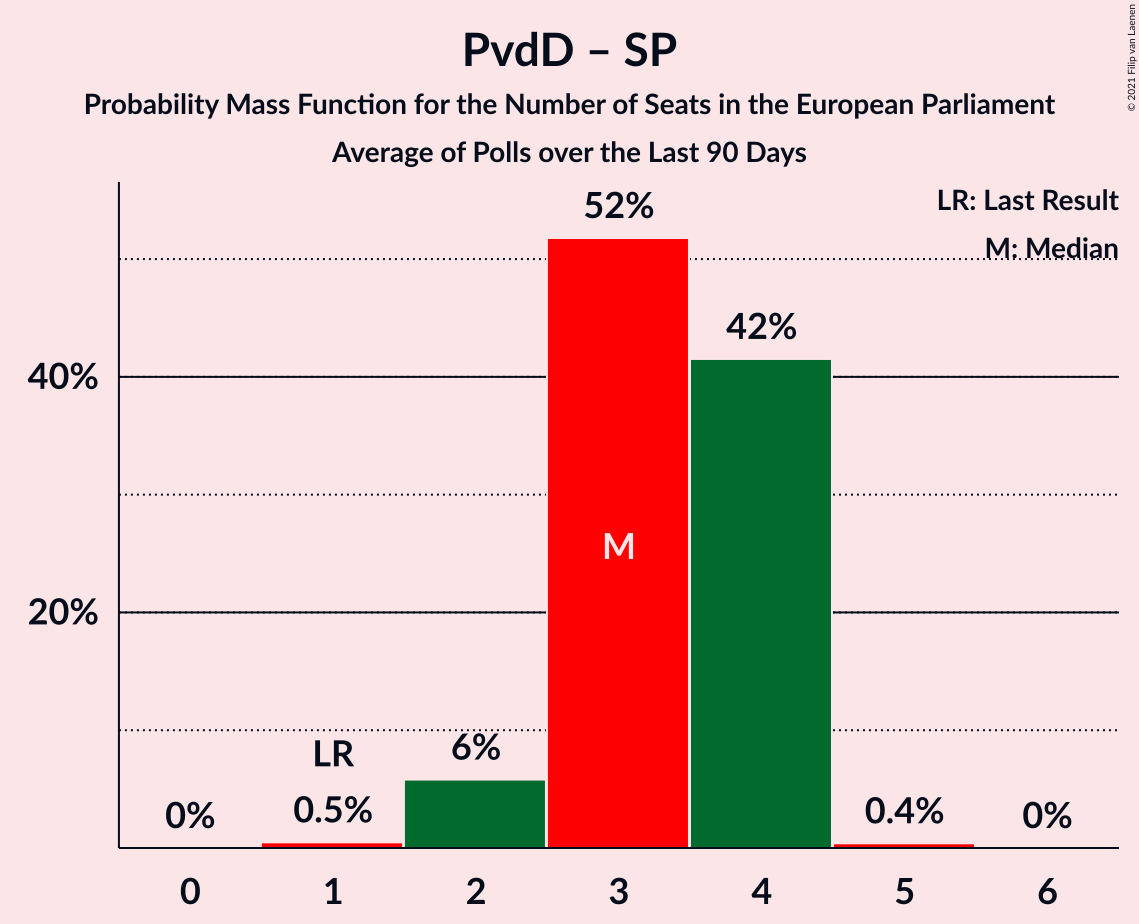 PvdD – SP
Probability Mass Function for the Number of Seats in the European Parliament
Average of Polls over the Last 90 Days
© 2021 Filip van Laenen
LR: Last Result
M: Median
52%
42%
40%
M
20%
LR
6%
0%
0.5%
0.4%
0%
0 1 2 3 4 5 6